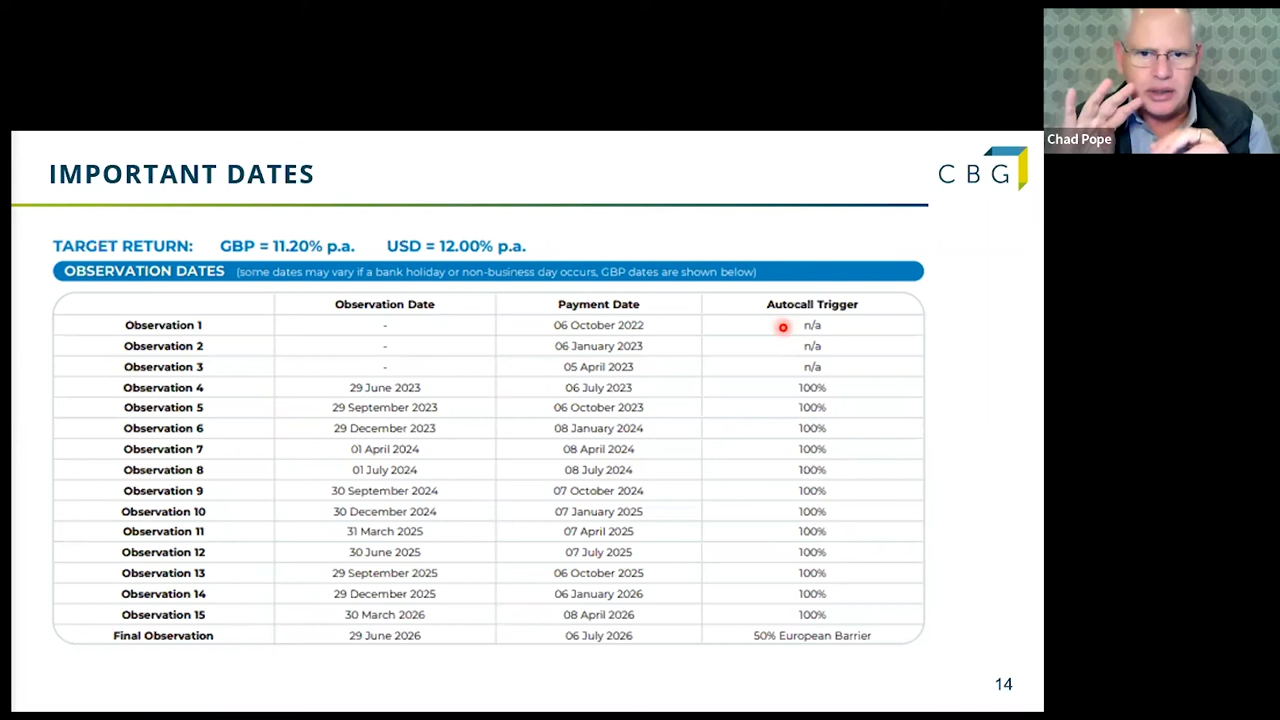 Chad Pope
IMPORTANT DATES
CBG
TARGET RETURN: GBP = 11.20% p.a. USD = 12.00% p.a.
OBSERVATION DATES (some dates may vary if a bank holiday or non-business day occurs, GBP dates are shown below)
Observation Date Payment Date Autocall Trigger
Observation 1 - 06 October 2022 n/a
Observation 2 - 06 January 2023 n/a
Observation 3 - 05 April 2023 n/a
Observation 4 29 June 2023 06 July 2023 100%
Observation 5 29 September 2023 06 October 2023 100%
Observation 6 29 December 2023 08 January 2024 100%
Observation 7 01 April 2024 08 April 2024 100%
Observation 8 01 July 2024 08 July 2024 100%
Observation 9 30 September 2024 07 October 2024 100%
Observation 10 30 December 2024 07 January 2025 100%
Observation 11 31 March 2025 07 April 2025 100%
Observation 12 30 June 2025 07 July 2025 100%
Observation 13 29 September 2025 06 October 2025 100%
Observation 14 29 December 2025 06 January 2026 100%
Observation 15 30 March 2026 08 April 2026 100%
Final Observation 29 June 2026 06 July 2026 50% European Barrier
14